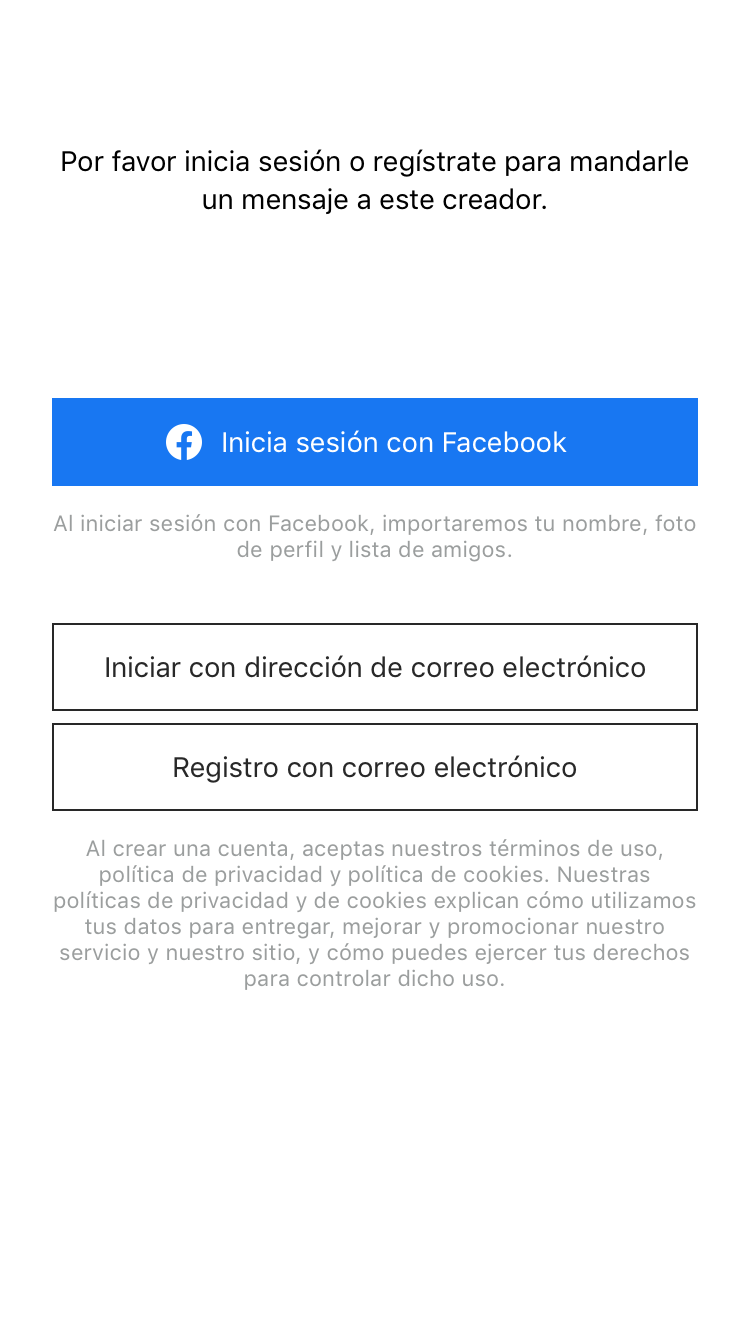 Por favor inicia sesión o regístrate para mandarle
un mensaje a este creador.
Inicia sesión con Facebook
Al iniciar sesión con Facebook, importaremos tu nombre, foto
de perfil y lista de amigos.
Iniciar con dirección de correo electrónico
Registro con correo electrónico
Al crear una cuenta, aceptas nuestros términos de uso,
política de privacidad y política de cookies. Nuestras
políticas de privacidad y de cookies explican cómo utilizamos
tus datos para entregar, mejorar y promocionar nuestro
servicio y nuestro sitio, y cómo puedes ejercer tus derechos
para controlar dicho uso.